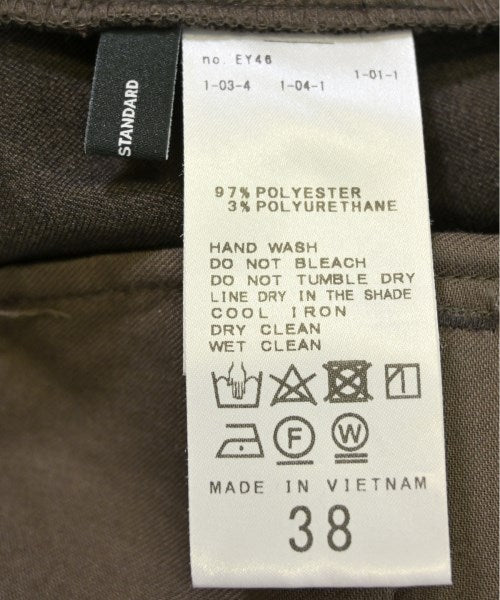 STANDARD
no. EY46
1-03-4 1-04-1 1-01-1
97% POLYESTER
3% POLYURETHANE
HAND WASH
DO NOT BLEACH
DO NOT TUMBLE DRY
LINE DRY IN THE SHADE
COOL IRON
DRY CLEAN
WET CLEAN
F W
MADE IN VIETNAM
38